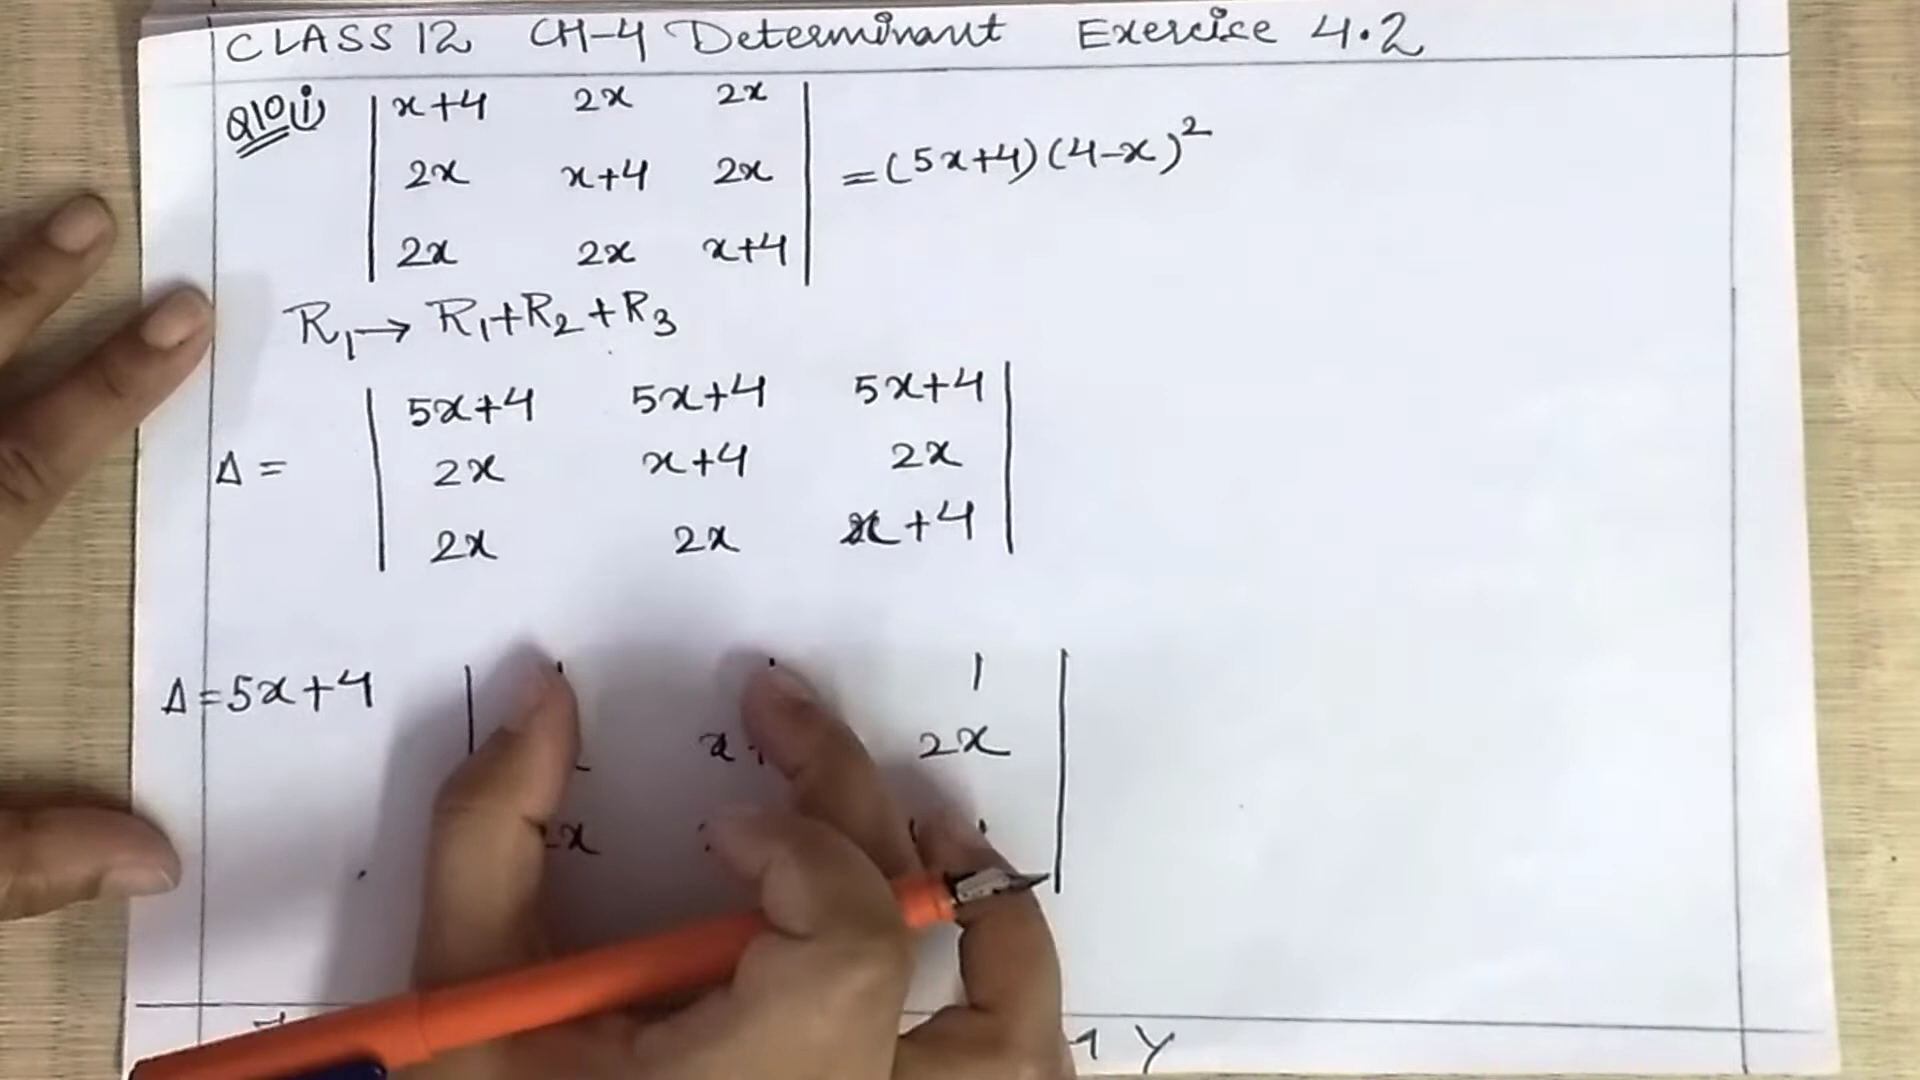 CLASS 12 CH-4 Determinant Exercise 4.2
Q10 i) | x+4 2x 2x |
| 2x x+4 2x | =(5x+4)(4-x)²
| 2x 2x x+4 |
R₁→ R₁+R₂+R₃
| 5x+4 5x+4 5x+4 |
Δ = | 2x x+4 2x |
| 2x 2x x+4 |
Δ=5x+4 | 1 |
2x |
2x
Y